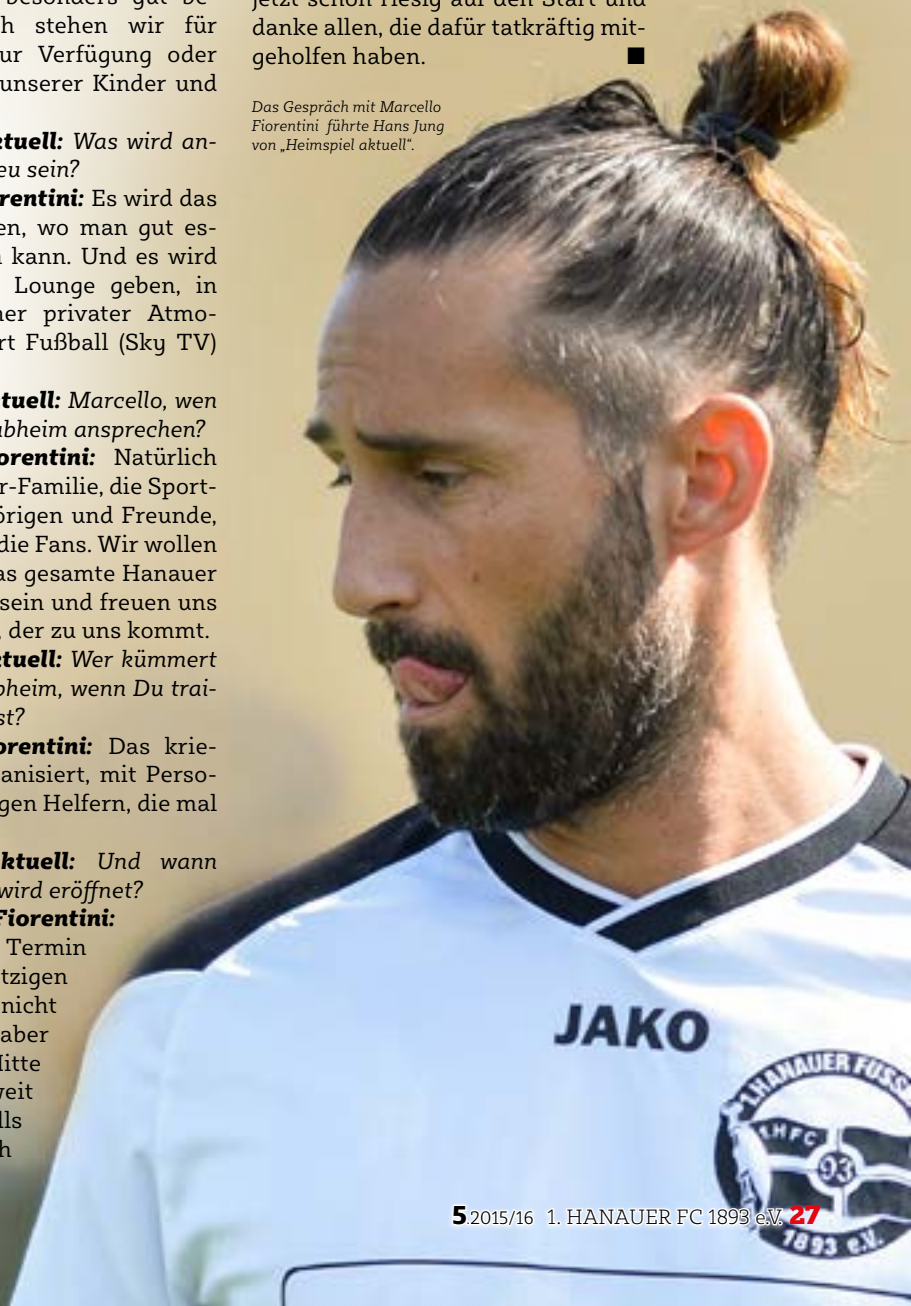 besonders gut be-
h stehen wir für
ur Verfügung oder
unserer Kinder und
ktuell: Was wird an-
eu sein?
rentini: Es wird das
en, wo man gut es-
n kann. Und es wird
Lounge geben, in
ner privater Atmo-
rt Fußball (Sky TV)
tuell: Marcello, wen
ubheim ansprechen?
orentini: Natürlich
r-Familie, die Sport-
örigen und Freunde,
die Fans. Wir wollen
as gesamte Hanauer
sein und freuen uns
, der zu uns kommt.
ktuell: Wer kümmert
bheim, wenn Du trai-
st?
orentini: Das krie-
anisiert, mit Perso-
gen Helfern, die mal
ktuell: Und wann
wird eröffnet?
Fiorentini:
Termin
tzigen
nicht
aber
Mitte
weit
lls
h
jetzt schon riesig auf den Start und
danke allen, die dafür tatkräftig mit-
geholfen haben. ■
Das Gespräch mit Marcello
Fiorentini führte Hans Jung
von „Heimspiel aktuell“.
JAKO
1. HANAUER FUSS
1.HFC
93
1893 e.V.
5.2015/16 1. HANAUER FC 1893 e.V. 27